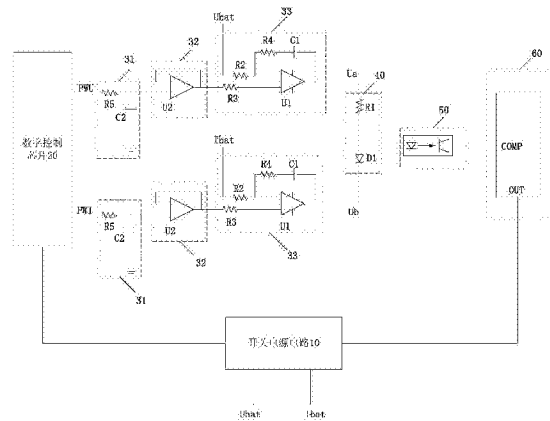 Ubat
33
R4
C1
60
31
32
Ua
40
PWU
R2
R5
U2
R3
U1
R1
50
C2
数字控制
芯片20
COMP
Ubat
R4
C1
D1
OUT
PWI
R2
R5
U2
R3
U1
Ub
C2
32
33
31
开关电源电路10
Ubat
Ibat